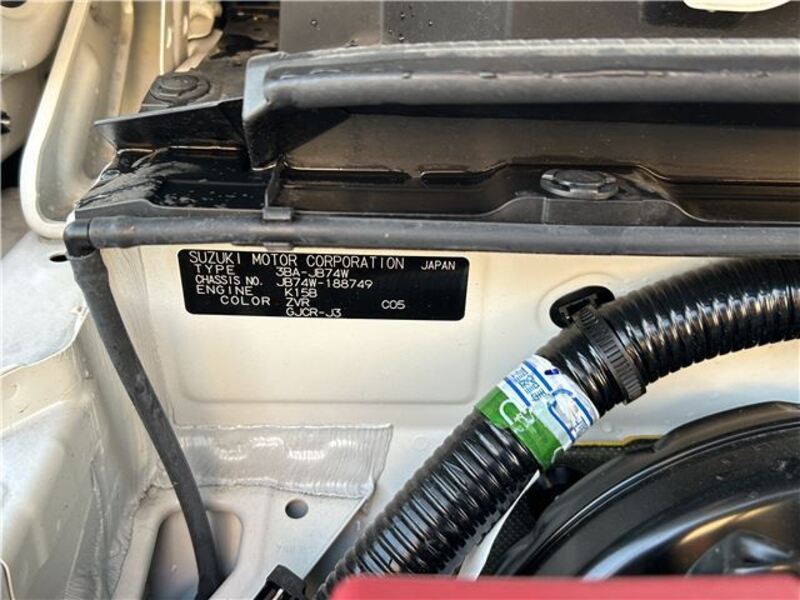 SUZUKI MOTOR CORPORATION JAPAN
TYPE 3BA-JB74W
CHASSIS NO. JB74W-188749
ENGINE K15B
COLOR ZVR C05
GJCR-J3